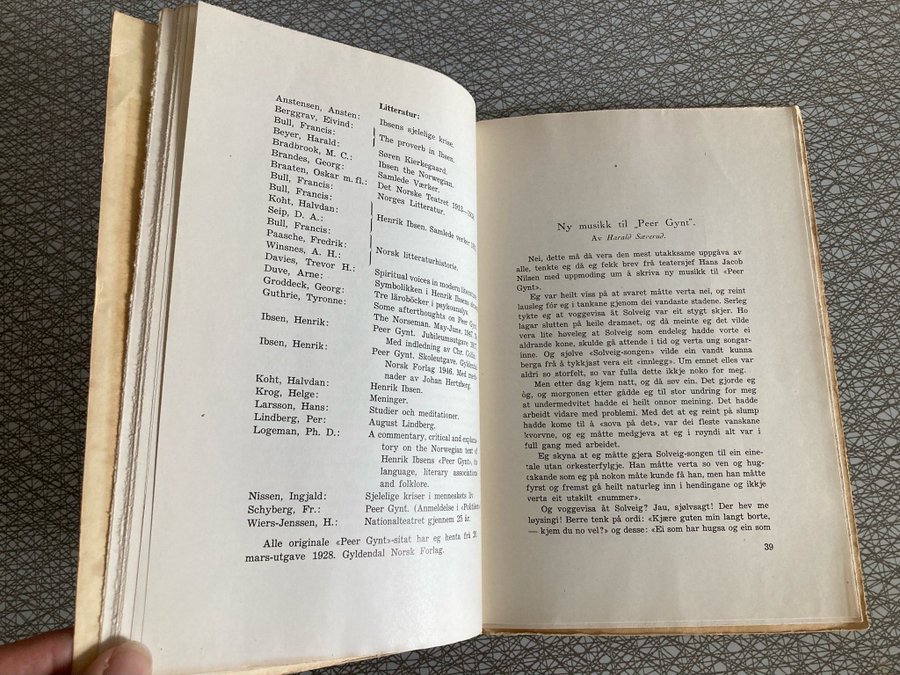 Litteratur:
Anstensen, Ansten: The proverb in Ibsen.
Berggrav, Eivind:
Bull, Francis: Ibsens sjelelige krise.
Beyer, Harald: Søren Kierkegaard.
Bradbrook, M. C.: Ibsen the Norwegian.
Brandes, Georg: Samlede Værker.
Braaten, Oskar m. fl.: Det Norske Teatret
Bull, Francis: Norges Litteratur.
Bull, Francis:
Koht, Halvdan: Henrik Ibsen. Samlede verker
Seip, D. A.:
Bull, Francis:
Paasche, Fredrik: Norsk litteraturhistorie.
Winsnes, A. H.:
Davies, Trevor H.: Spiritual voices in modern
Duve, Arne: Symbolikken i Henrik Ibsens
Groddeck, Georg: Tre läroböcker i psykoanalys.
Guthrie, Tyronne: Some afterthoughts on Peer
The Norseman. May-June,
Ibsen, Henrik: Peer Gynt. Jubileumsutgave
Med indledning av Chr.
Ibsen, Henrik: Peer Gynt. Skoleutgave. Gyldendal
Norsk Forlag 1946. Med
nader av Johan Hertzberg.
Koht, Halvdan: Henrik Ibsen.
Krog, Helge: Meninger.
Larsson, Hans: Studier och meditationer.
Lindberg, Per: August Lindberg.
Logeman, Ph. D.: A commentary, critical and
tory on the Norwegian text of
Henrik Ibsens «Peer Gynt»,
language, literary association
and folklore.
Nissen, Ingjald: Sjelelige kriser i menneskets liv.
Schyberg, Fr.: Peer Gynt. (Anmeldelse i
Wiers-Jenssen, H.: Nationalteatret gjennem 25 år.
Alle originale «Peer Gynt»-sitat har eg henta frå
mars-utgave 1928. Gyldendal Norsk Forlag.
Ny musikk til „Peer Gynt".
Av Harald Sæverud.
Nei, dette må då vera den mest utakksame uppgåva av
alle, tenkte eg då eg fekk brev frå teatersjef Hans Jacob
Nilsen med uppmoding um å skriva ny musikk til «Peer
Gynt».
Eg var heilt viss på at svaret måtte verta nei, og reint
lausleg fór eg i tankane gjenom dei vandaste stadene. Serleg
tykte eg at voggevisa åt Solveig var eit stygt skjer. Ho
lagar slutten på heile dramaet, og då meinte eg det vilde
vera lite høveleg at Solveig som endeleg hadde vorte ei
aldrande kone, skulde gå attende i tid og verta ung songar-
inne. Og sjølve «Solveig-songen» vilde ein vandt kunna
berga frå å tykkjast vera eit «innlegg». Um emnet elles var
aldri so storfelt, so var fulla dette ikkje noko for meg.
Men etter dag kjem natt, og då søv ein. Det gjorde eg
og, og morgonen etter gådde eg til stor undring for meg
at undermedvitet hadde ei heilt onnor meining. Det hadde
arbeidt vidare med problemi. Med det at eg reint på slump
hadde kome til å «sova på det», var dei fleste vanskane
kvorvne, og eg måtte medgjeva at eg i røyndi alt var i
full gang med arbeidet.
Eg skyna at eg måtte gjera Solveig-songen til ein eine-
tale utan orkesterfylgje. Han måtte verta so ven og hug-
takande som eg på nokon måte kunde få han, men han måtte
fyrst og fremst gå heilt naturleg inn i hendingane og ikkje
verta eit utskilt «nummer».
Og voggevisa åt Solveig? Jau, sjølvsagt! Der hev me
løysingi! Berre tenk på ordi: «Kjære guten min langt borte,
— kjem du no vel?» og desse: «Ei som har hugsa og ein som
39